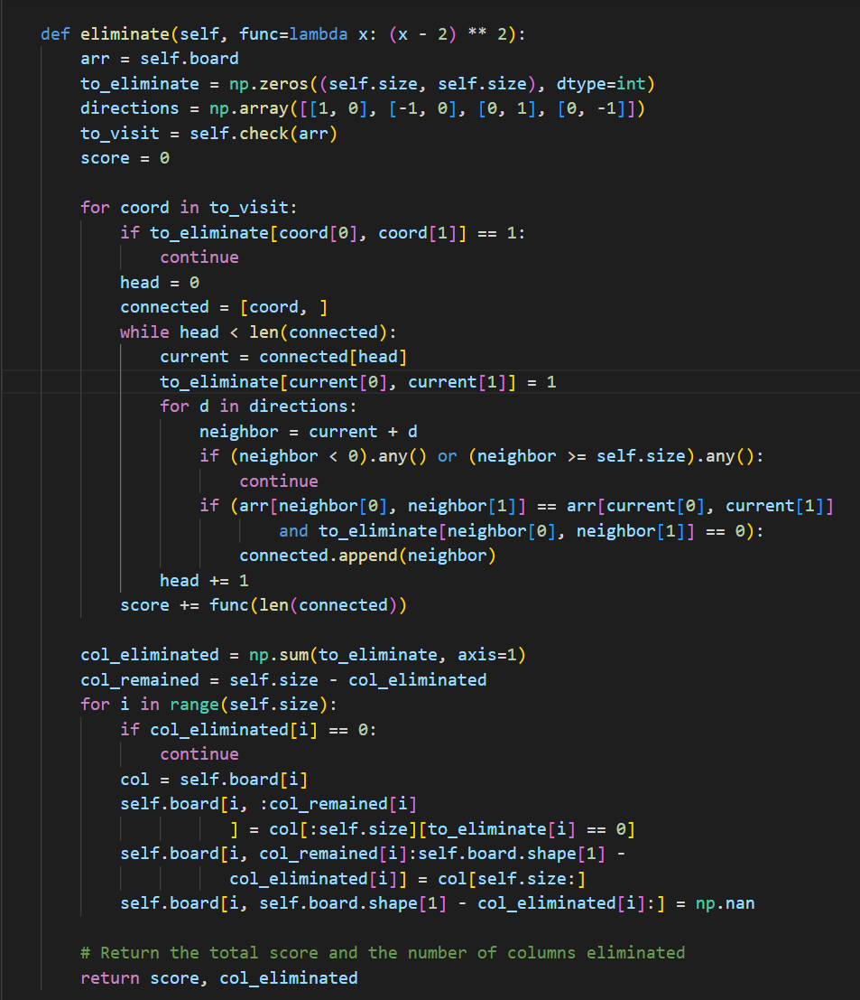 def eliminate(self, func=lambda x: (x - 2) ** 2):
arr = self.board
to_eliminate = np.zeros((self.size, self.size), dtype=int)
directions = np.array([[1, 0], [-1, 0], [0, 1], [0, -1]])
to_visit = self.check(arr)
score = 0
for coord in to_visit:
if to_eliminate[coord[0], coord[1]] == 1:
continue
head = 0
connected = [coord, ]
while head < len(connected):
current = connected[head]
to_eliminate[current[0], current[1]] = 1
for d in directions:
neighbor = current + d
if (neighbor < 0).any() or (neighbor >= self.size).any():
continue
if (arr[neighbor[0], neighbor[1]] == arr[current[0], current[1]]
and to_eliminate[neighbor[0], neighbor[1]] == 0):
connected.append(neighbor)
head += 1
score += func(len(connected))
col_eliminated = np.sum(to_eliminate, axis=1)
col_remained = self.size - col_eliminated
for i in range(self.size):
if col_eliminated[i] == 0:
continue
col = self.board[i]
self.board[i, :col_remained[i]
] = col[:self.size][to_eliminate[i] == 0]
self.board[i, col_remained[i]:self.board.shape[1] -
col_eliminated[i]] = col[self.size:]
self.board[i, self.board.shape[1] - col_eliminated[i]:] = np.nan
# Return the total score and the number of columns eliminated
return score, col_eliminated